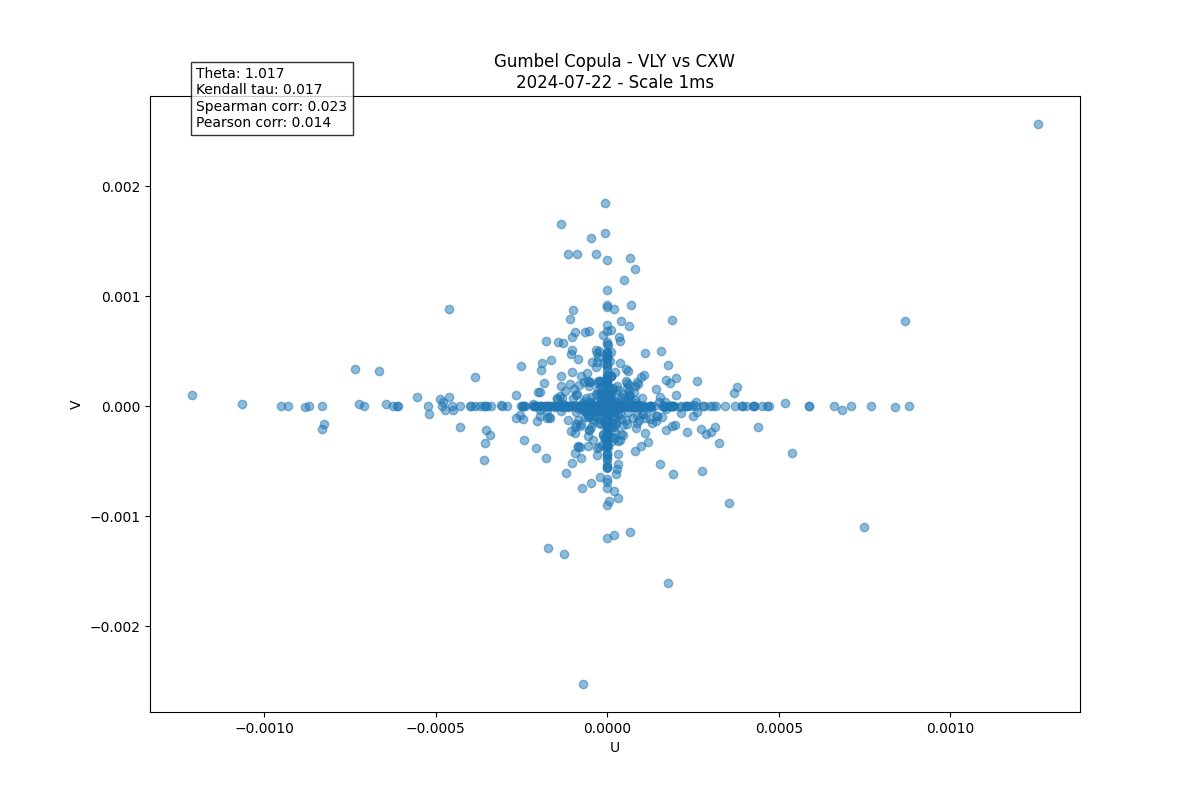 Gumbel Copula - VLY vs CXW
2024-07-22 - Scale 1ms
Theta: 1.017
Kendall tau: 0.017
Spearman corr: 0.023
Pearson corr: 0.014
0.002
0.001
0.000
−0.001
−0.002
V
−0.0010
−0.0005
0.0000
0.0005
0.0010
U